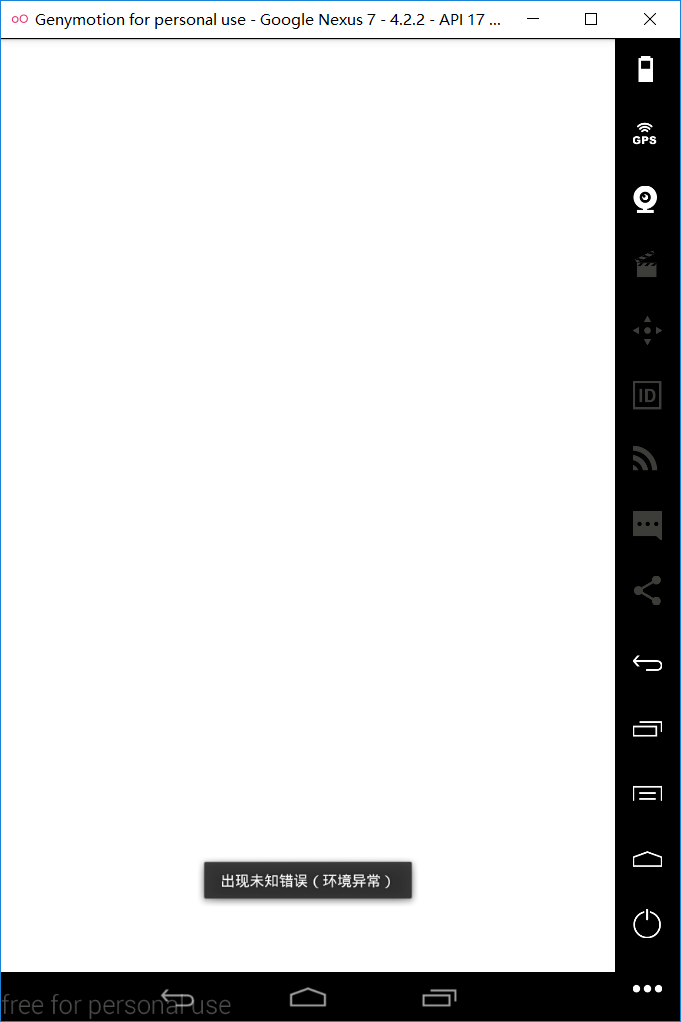 Genymotion for personal use - Google Nexus 7 - 4.2.2 - API 17 ...
GPS
ID
出现未知错误（环境异常）
free for personal use